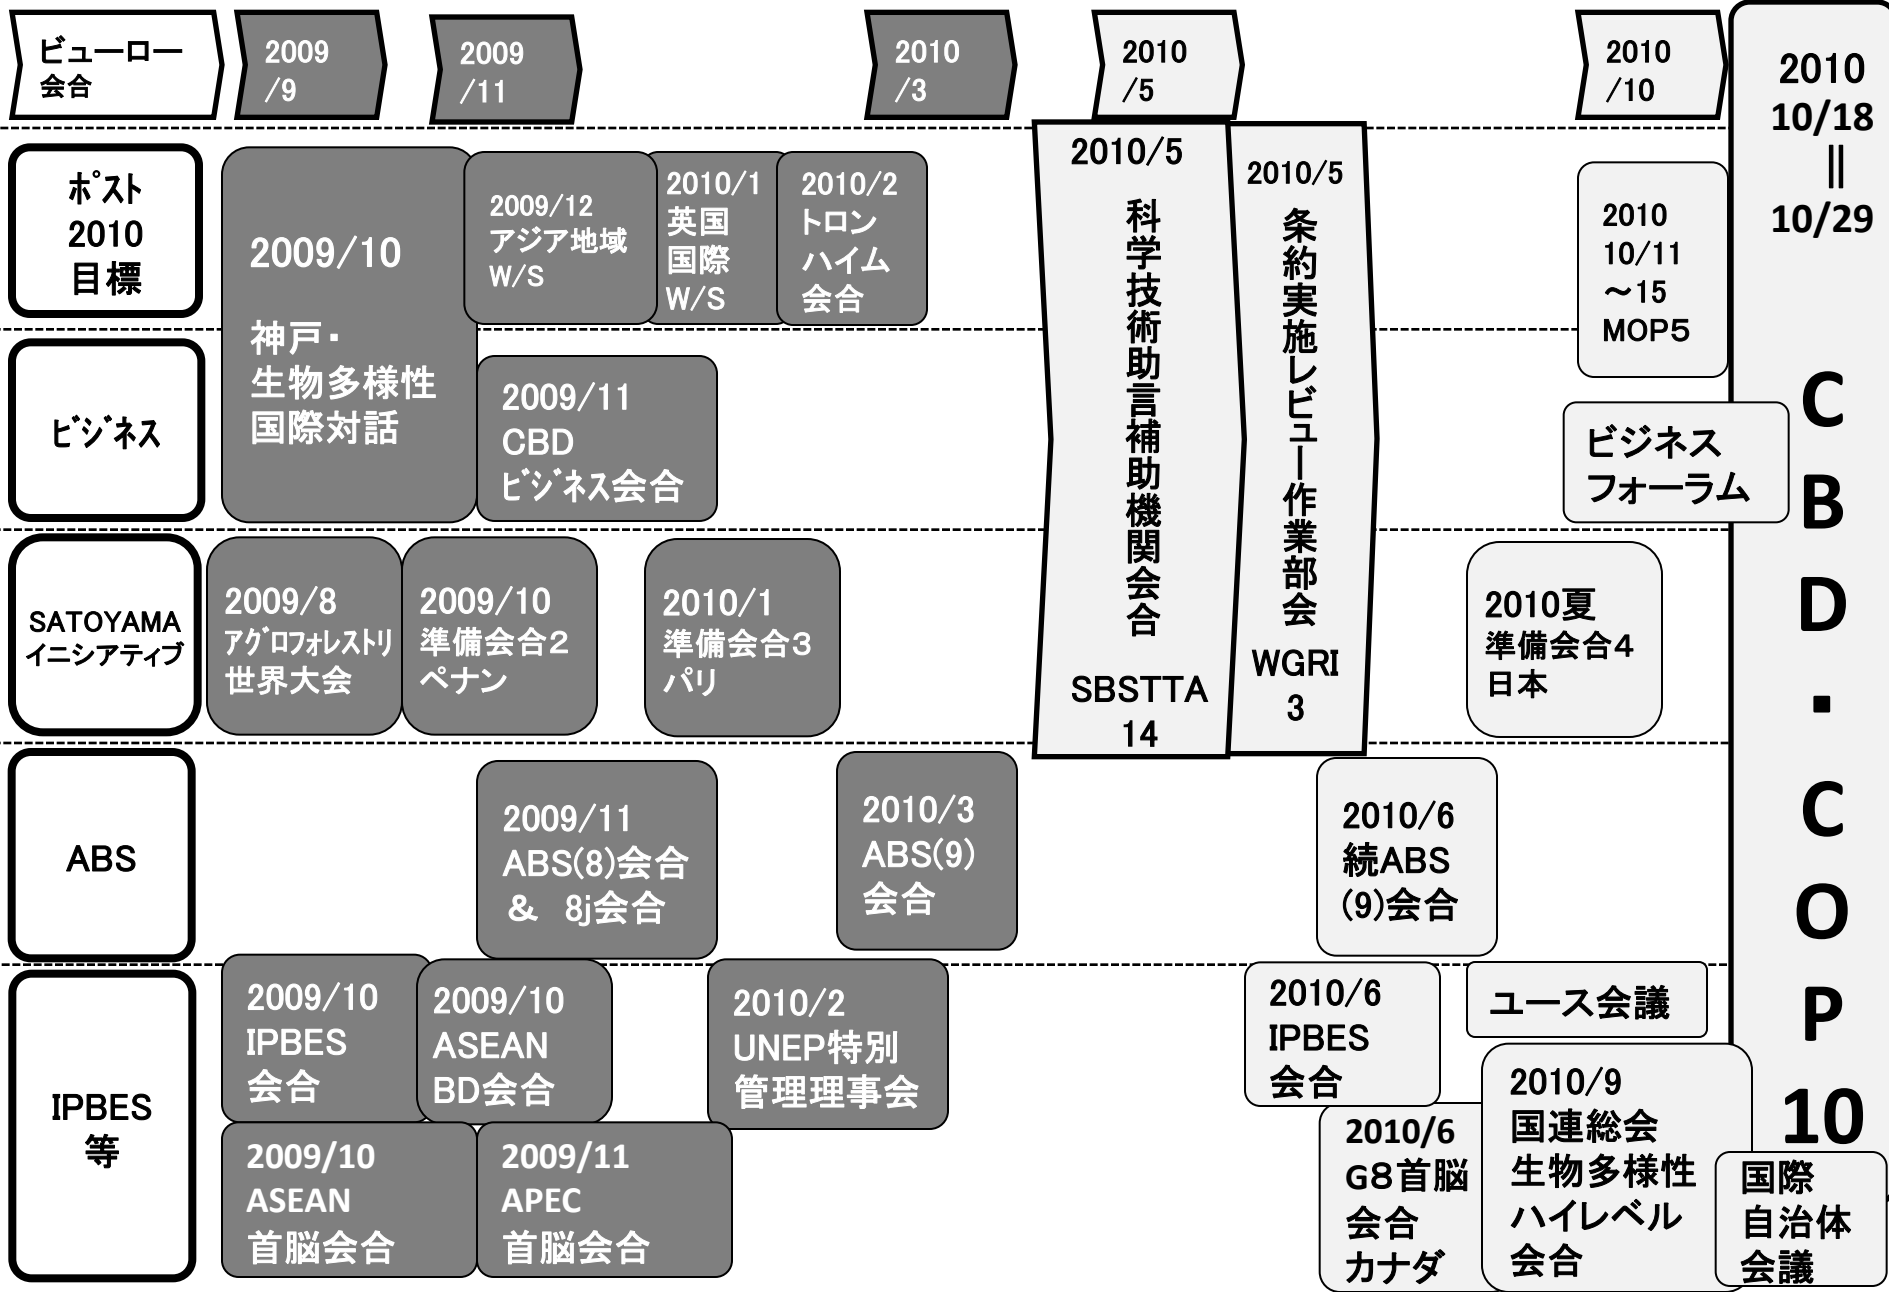 ビューロー
会合
2009
/9
2009
/11
2010
/3
2010
/5
2010
/10
ﾎﾟｽﾄ
2010
目標
2009/10
神戸・
生物多様性
国際対話
2009/12
アジア地域
W/S
2010/1
英国
国際
W/S
2010/2
トロン
ハイム
会合
2010/5
科学技術助言補助機関会合
SBSTTA
14
2010/5
条約実施レビュー作業部会
WGRI
3
2010
10/11
～15
MOP5
ﾋﾞｼﾞﾈｽ
2009/11
CBD
ﾋﾞｼﾞﾈｽ会合
ビジネス
フォーラム
SATOYAMA
イニシアティブ
2009/8
ｱｸﾞﾛﾌｫﾚｽﾄﾘ
世界大会
2009/10
準備会合2
ペナン
2010/1
準備会合3
パリ
2010夏
準備会合4
日本
ABS
2009/11
ABS(8)会合
＆　8j会合
2010/3
ABS(9)
会合
2010/6
続ABS
(9)会合
IPBES
等
2009/10
IPBES
会合
2009/10
ASEAN
BD会合
2010/2
UNEP特別
管理理事会
2010/6
IPBES
会合
ユース会議
2009/10
ASEAN
首脳会合
2009/11
APEC
首脳会合
2010/6
G8首脳
会合
カナダ
2010/9
国連総会
生物多様性
ハイレベル
会合
国際
自治体
会議
2010
10/18
||
10/29
CBD・COP10